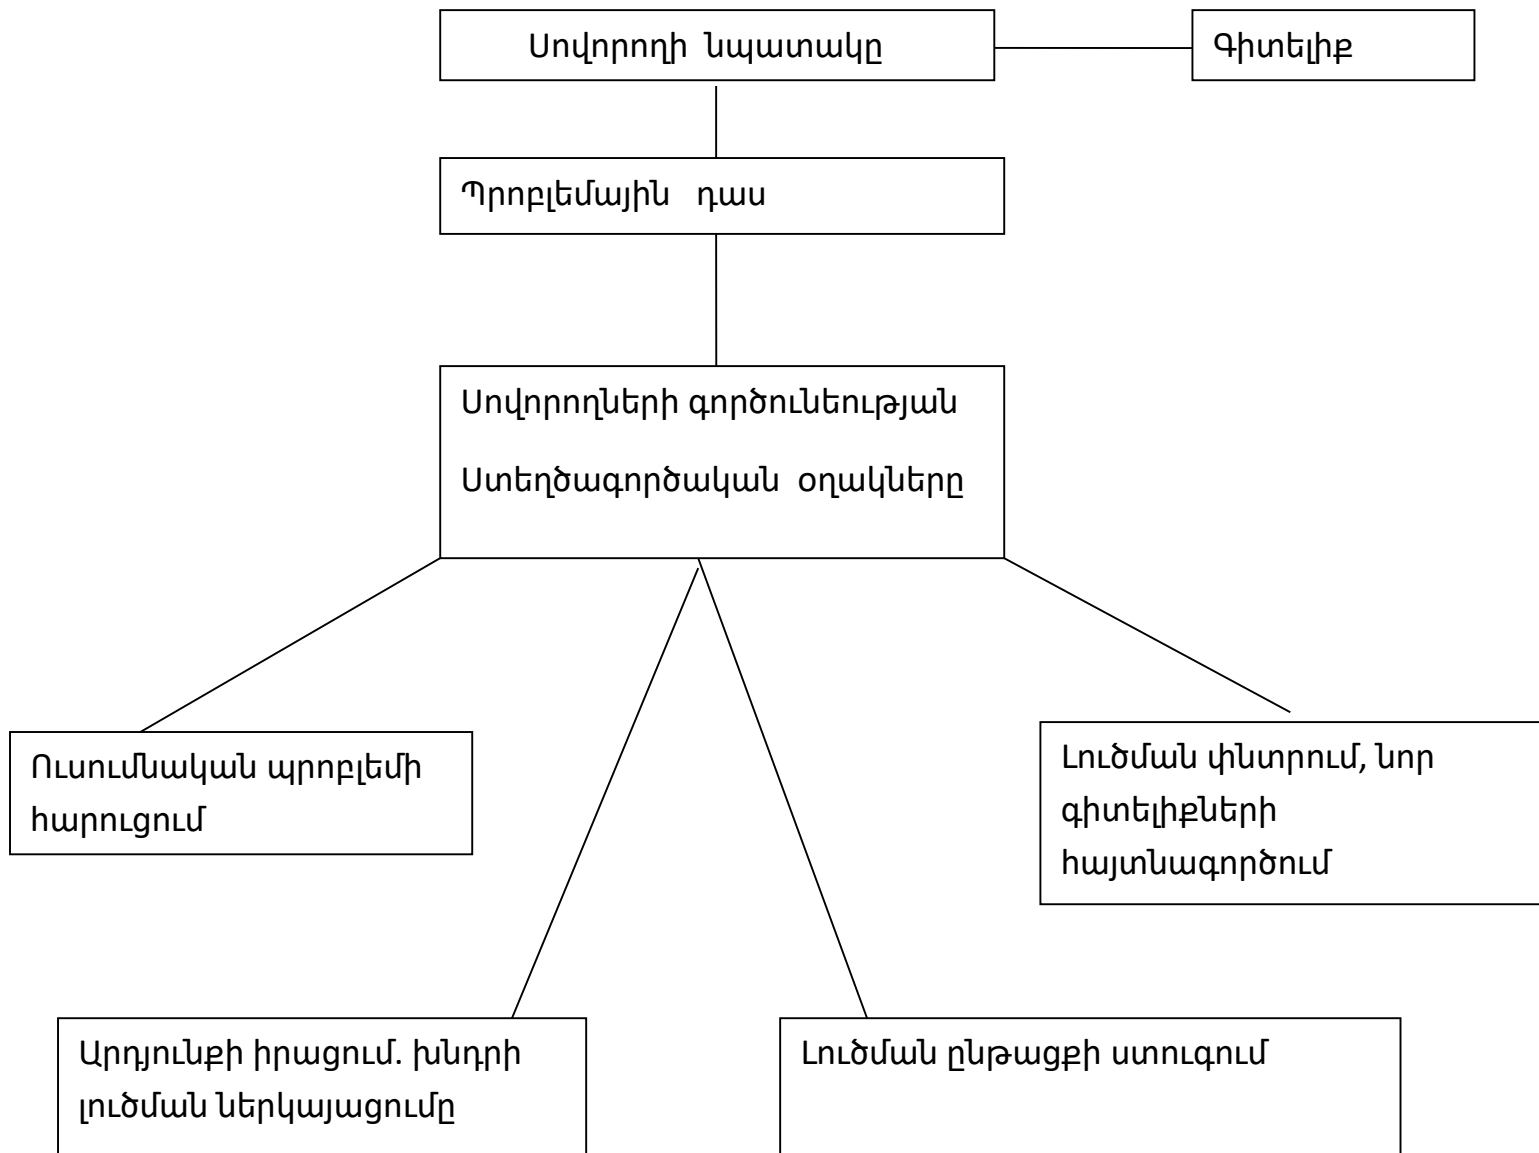 Սովորողի նպատակը
Գիտելիք
Պրոբլեմային դաս
Սովորողների գործունեության
Ստեղծագործական օղակները
Ուսումնական պրոբլեմի
հարուցում
Լուծման փնտրում, նոր
գիտելիքների
հայտնագործում
Արդյունքի իրացում. խնդրի
լուծման ներկայացումը
Լուծման ընթացքի ստուգում